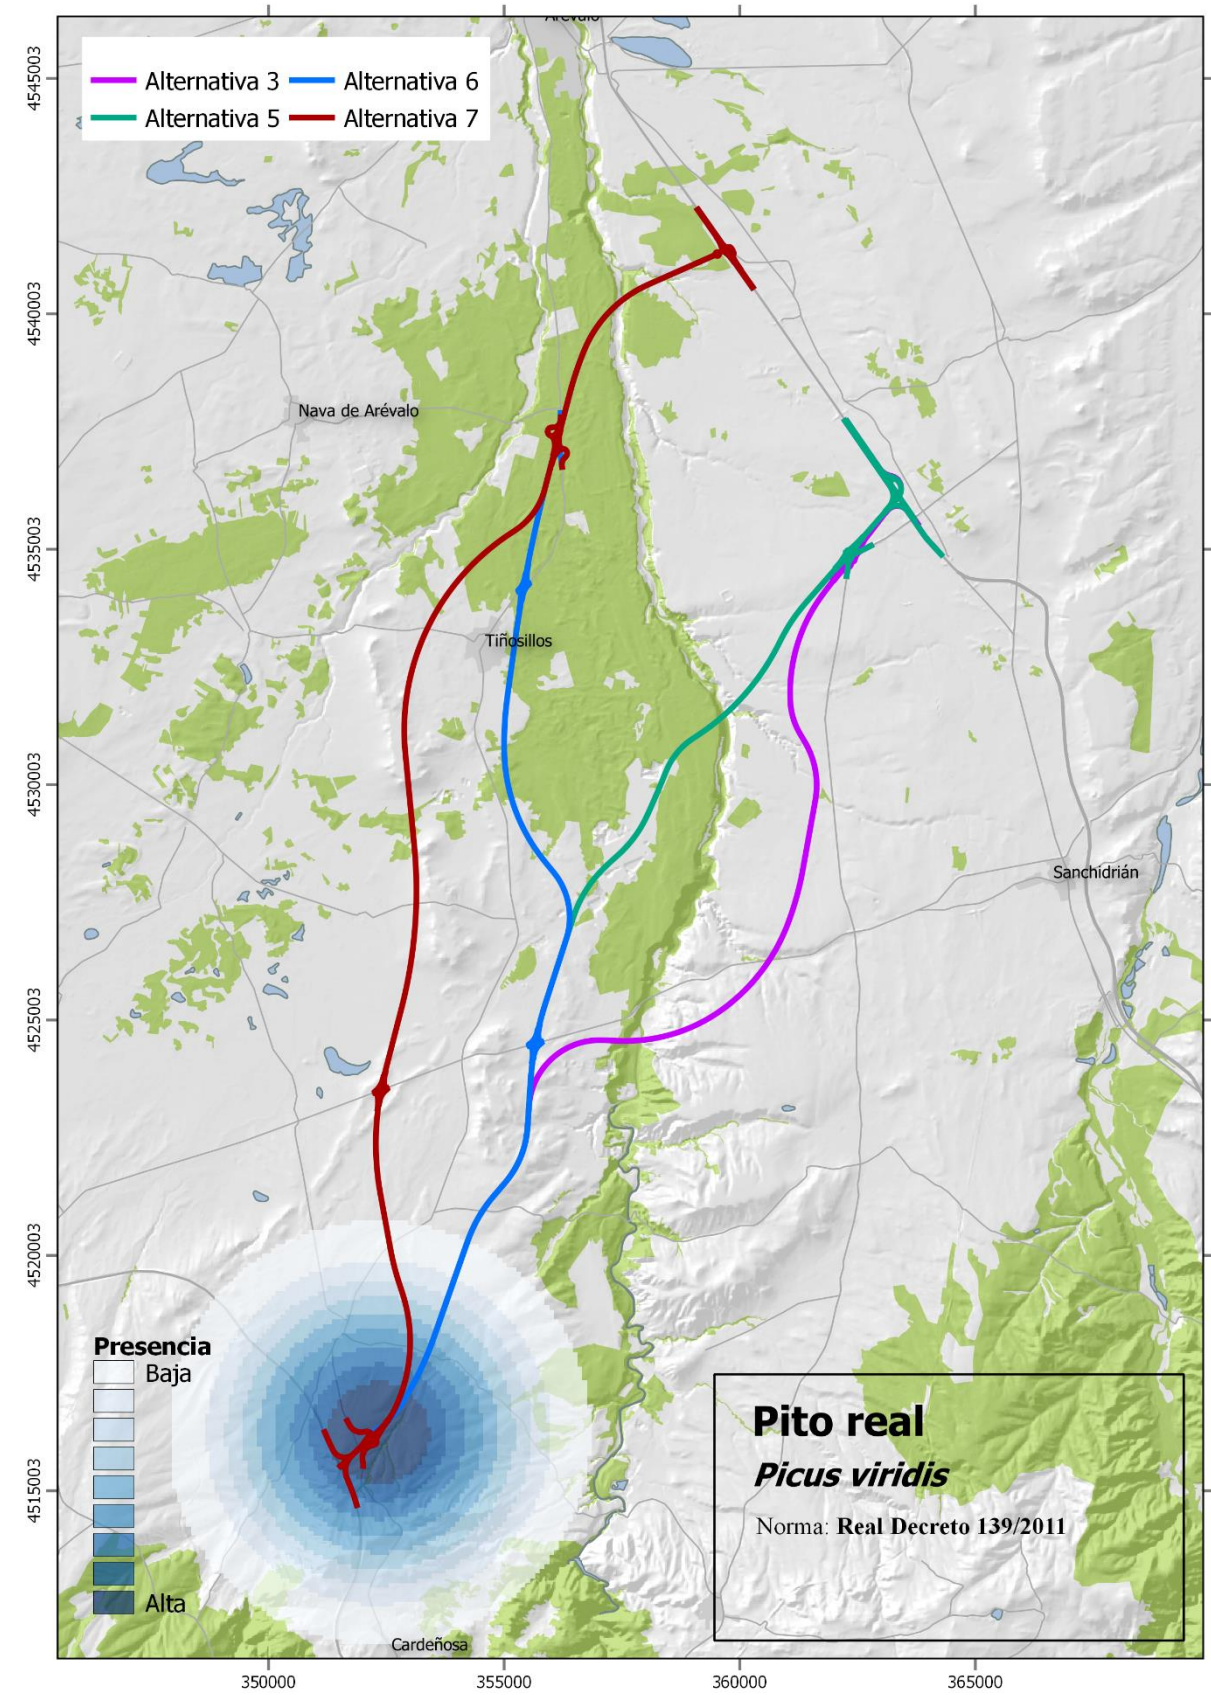 Arévalo
Alternativa 3
Alternativa 6
Alternativa 5
Alternativa 7
4545003
4540003
4535003
4530003
4525003
4520003
4515003
Nava de Arévalo
Tiñosillos
Sanchidrián
Presencia
Baja
Alta
Pito real
Picus viridis
Norma: Real Decreto 139/2011
Cardeñosa
350000
355000
360000
365000